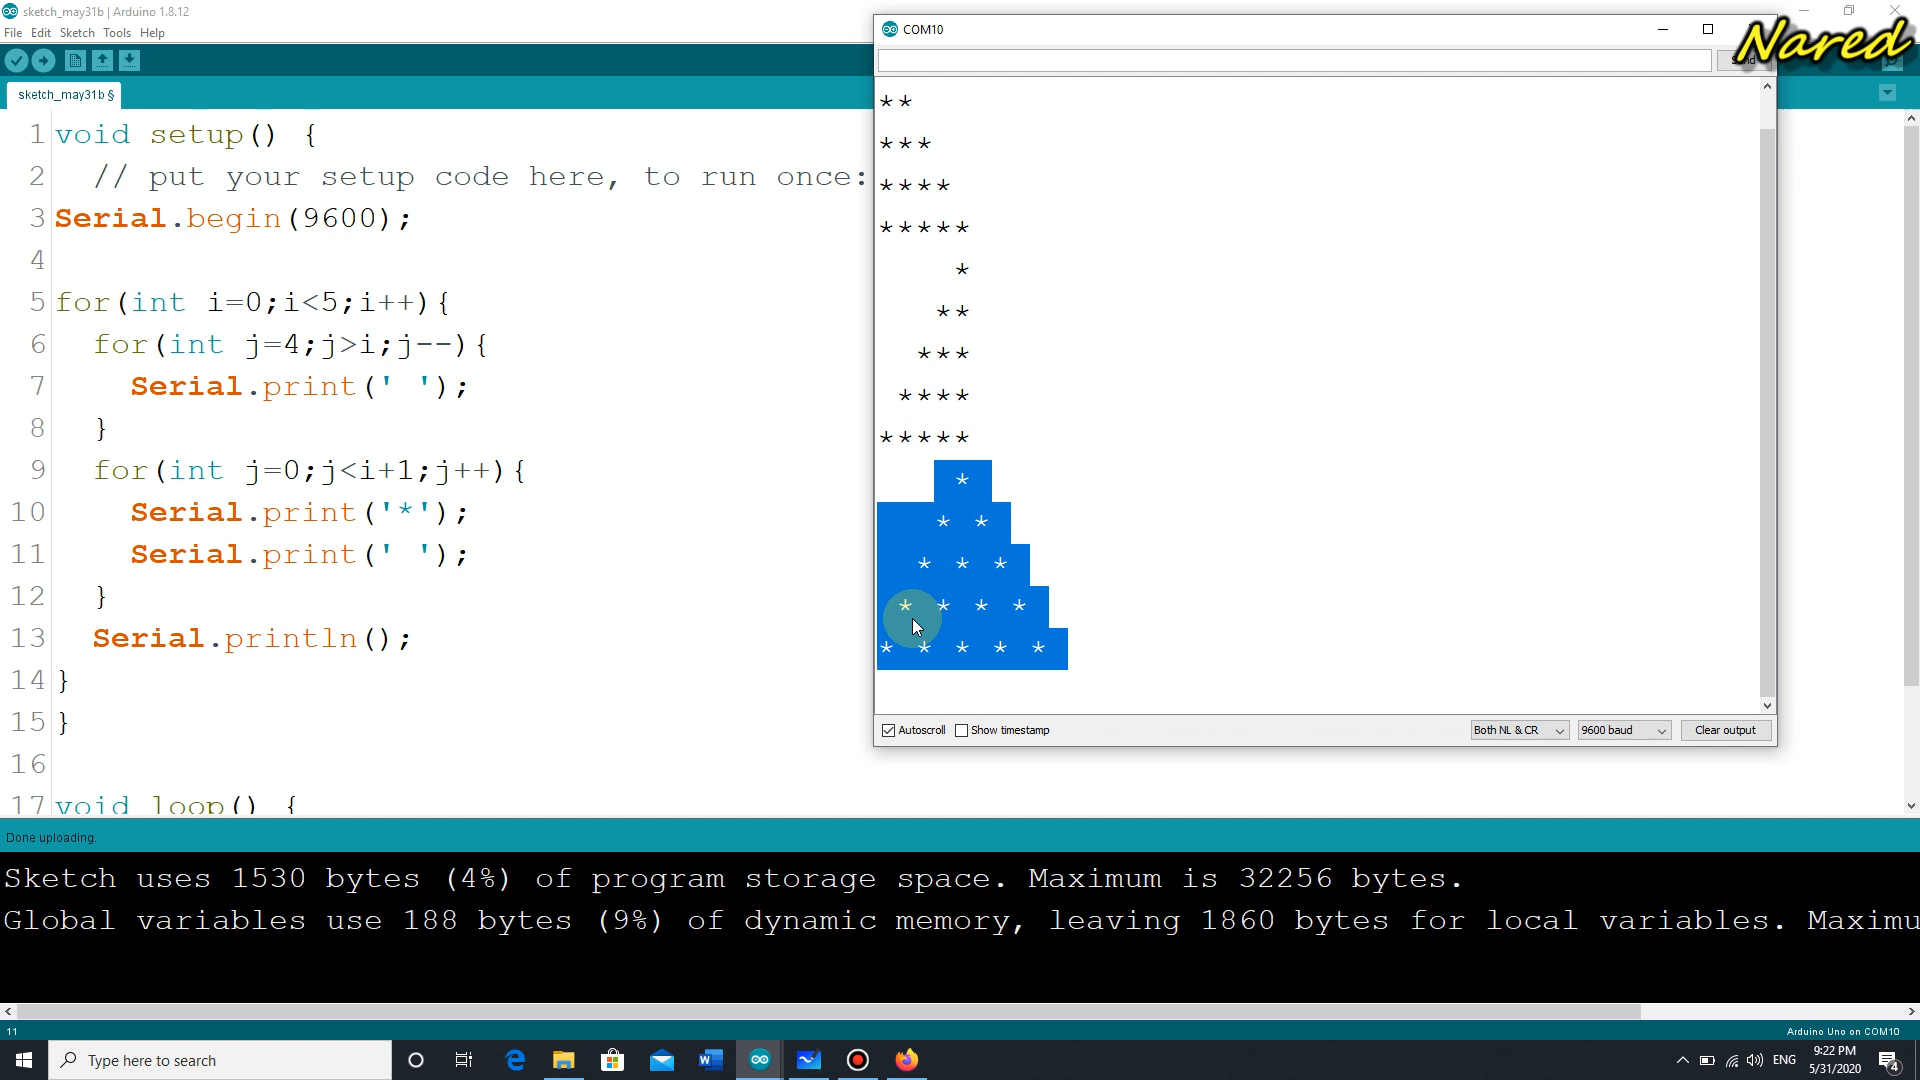 sketch_may31b | Arduino 1.8.12
File Edit Sketch Tools Help
sketch_may31b §
1 void setup() {
2 // put your setup code here, to run once:
3 Serial.begin(9600);
4
5 for(int i=0;i<5;i++){
6 for(int j=4;j>i;j--){
7 Serial.print(' ');
8 }
9 for(int j=0;j<i+1;j++){
10 Serial.print('*');
11 Serial.print(' ');
12 }
13 Serial.println();
14 }
15 }
16
17 void loop() {
COM10
Nared
**
***
****
*****
*
**
***
****
*****
*
* *
* * *
* * * *
* * * * *
Autoscroll Show timestamp Both NL & CR 9600 baud Clear output
Done uploading.
Sketch uses 1530 bytes (4%) of program storage space. Maximum is 32256 bytes.
Global variables use 188 bytes (9%) of dynamic memory, leaving 1860 bytes for local variables. Maximu
11 Arduino Uno on COM10
Type here to search
ENG
9:22 PM
5/31/2020
4